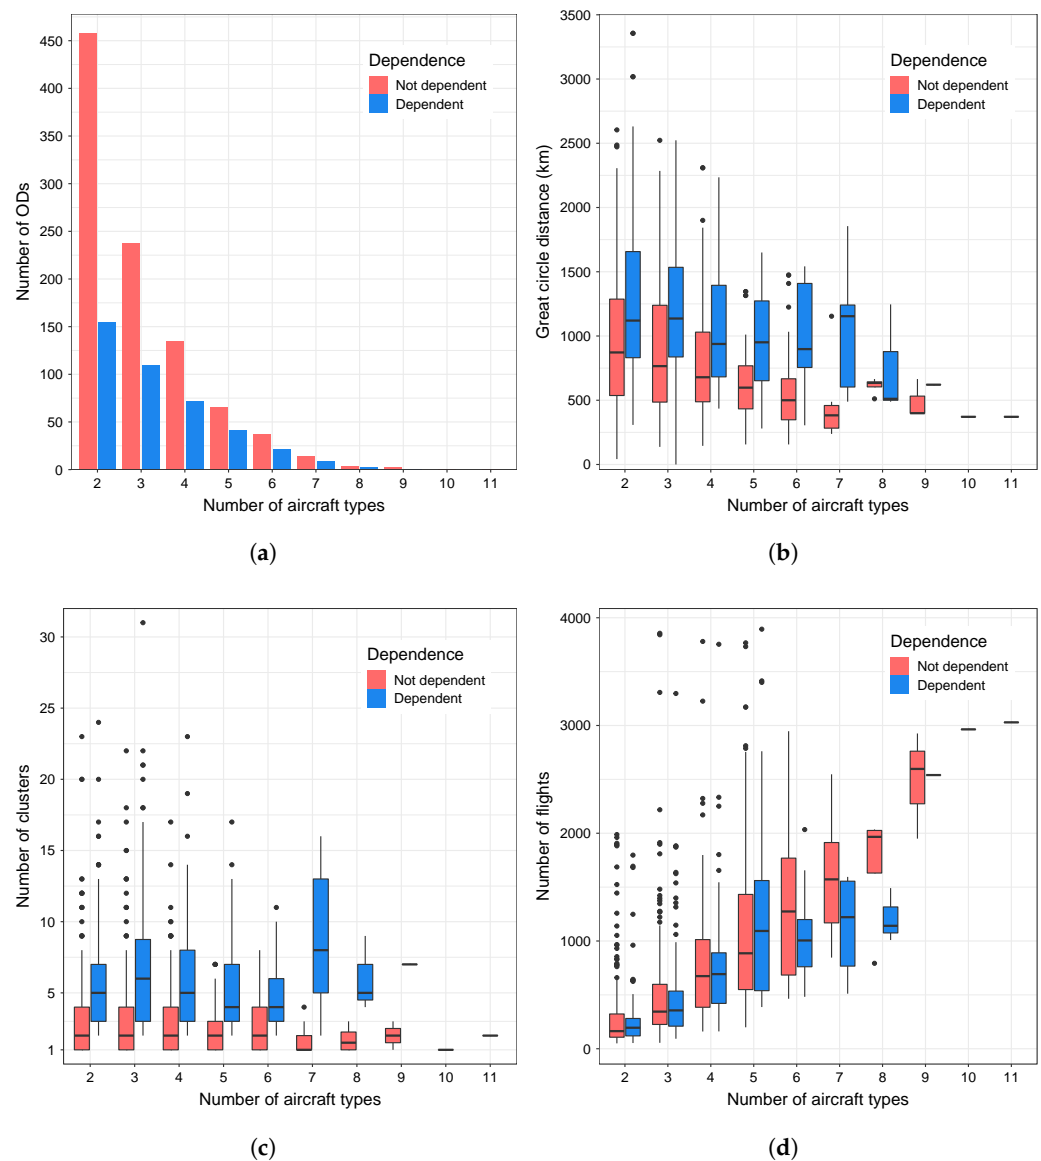 Number of ODs
450
400
350
300
250
200
150
100
50
0
2 3 4 5 6 7 8 9 10 11
Number of aircraft types
Dependence
Not dependent
Dependent
(a)
Great circle distance (km)
3500
3000
2500
2000
1500
1000
500
0
2 3 4 5 6 7 8 9 10 11
Number of aircraft types
Dependence
Not dependent
Dependent
(b)
Number of clusters
30
25
20
15
10
5
1
2 3 4 5 6 7 8 9 10 11
Number of aircraft types
Dependence
Not dependent
Dependent
(c)
Number of flights
4000
3000
2000
1000
0
2 3 4 5 6 7 8 9 10 11
Number of aircraft types
Dependence
Not dependent
Dependent
(d)